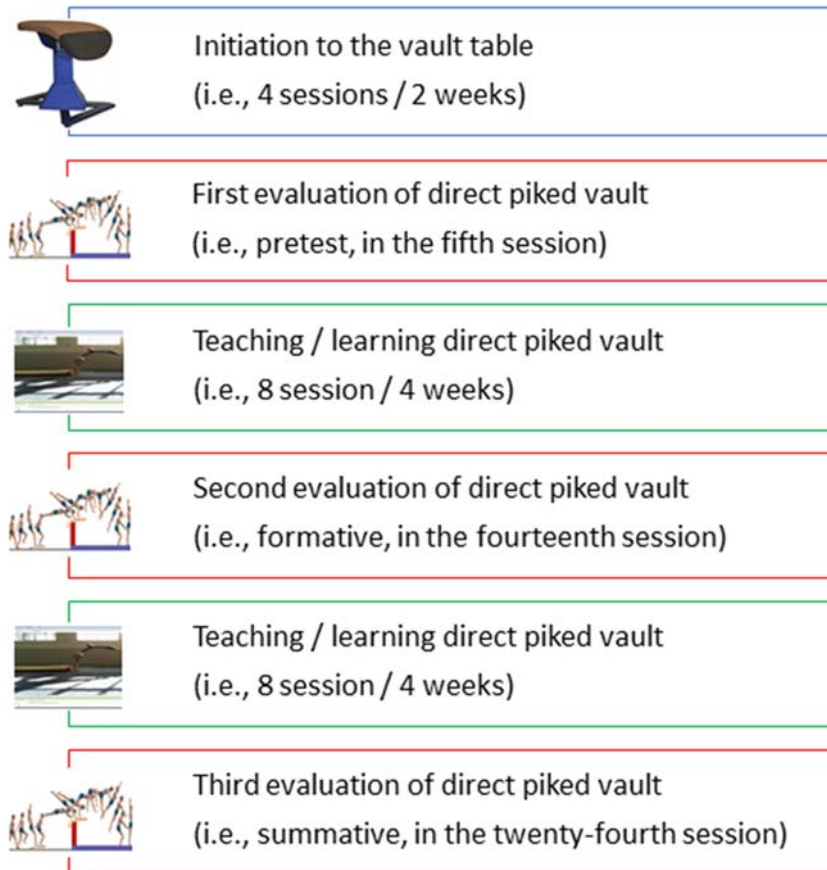 Initiation to the vault table
(i.e., 4 sessions / 2 weeks)
First evaluation of direct piked vault
(i.e., pretest, in the fifth session)
Teaching / learning direct piked vault
(i.e., 8 session / 4 weeks)
Second evaluation of direct piked vault
(i.e., formative, in the fourteenth session)
Teaching / learning direct piked vault
(i.e., 8 session / 4 weeks)
Third evaluation of direct piked vault
(i.e., summative, in the twenty-fourth session)